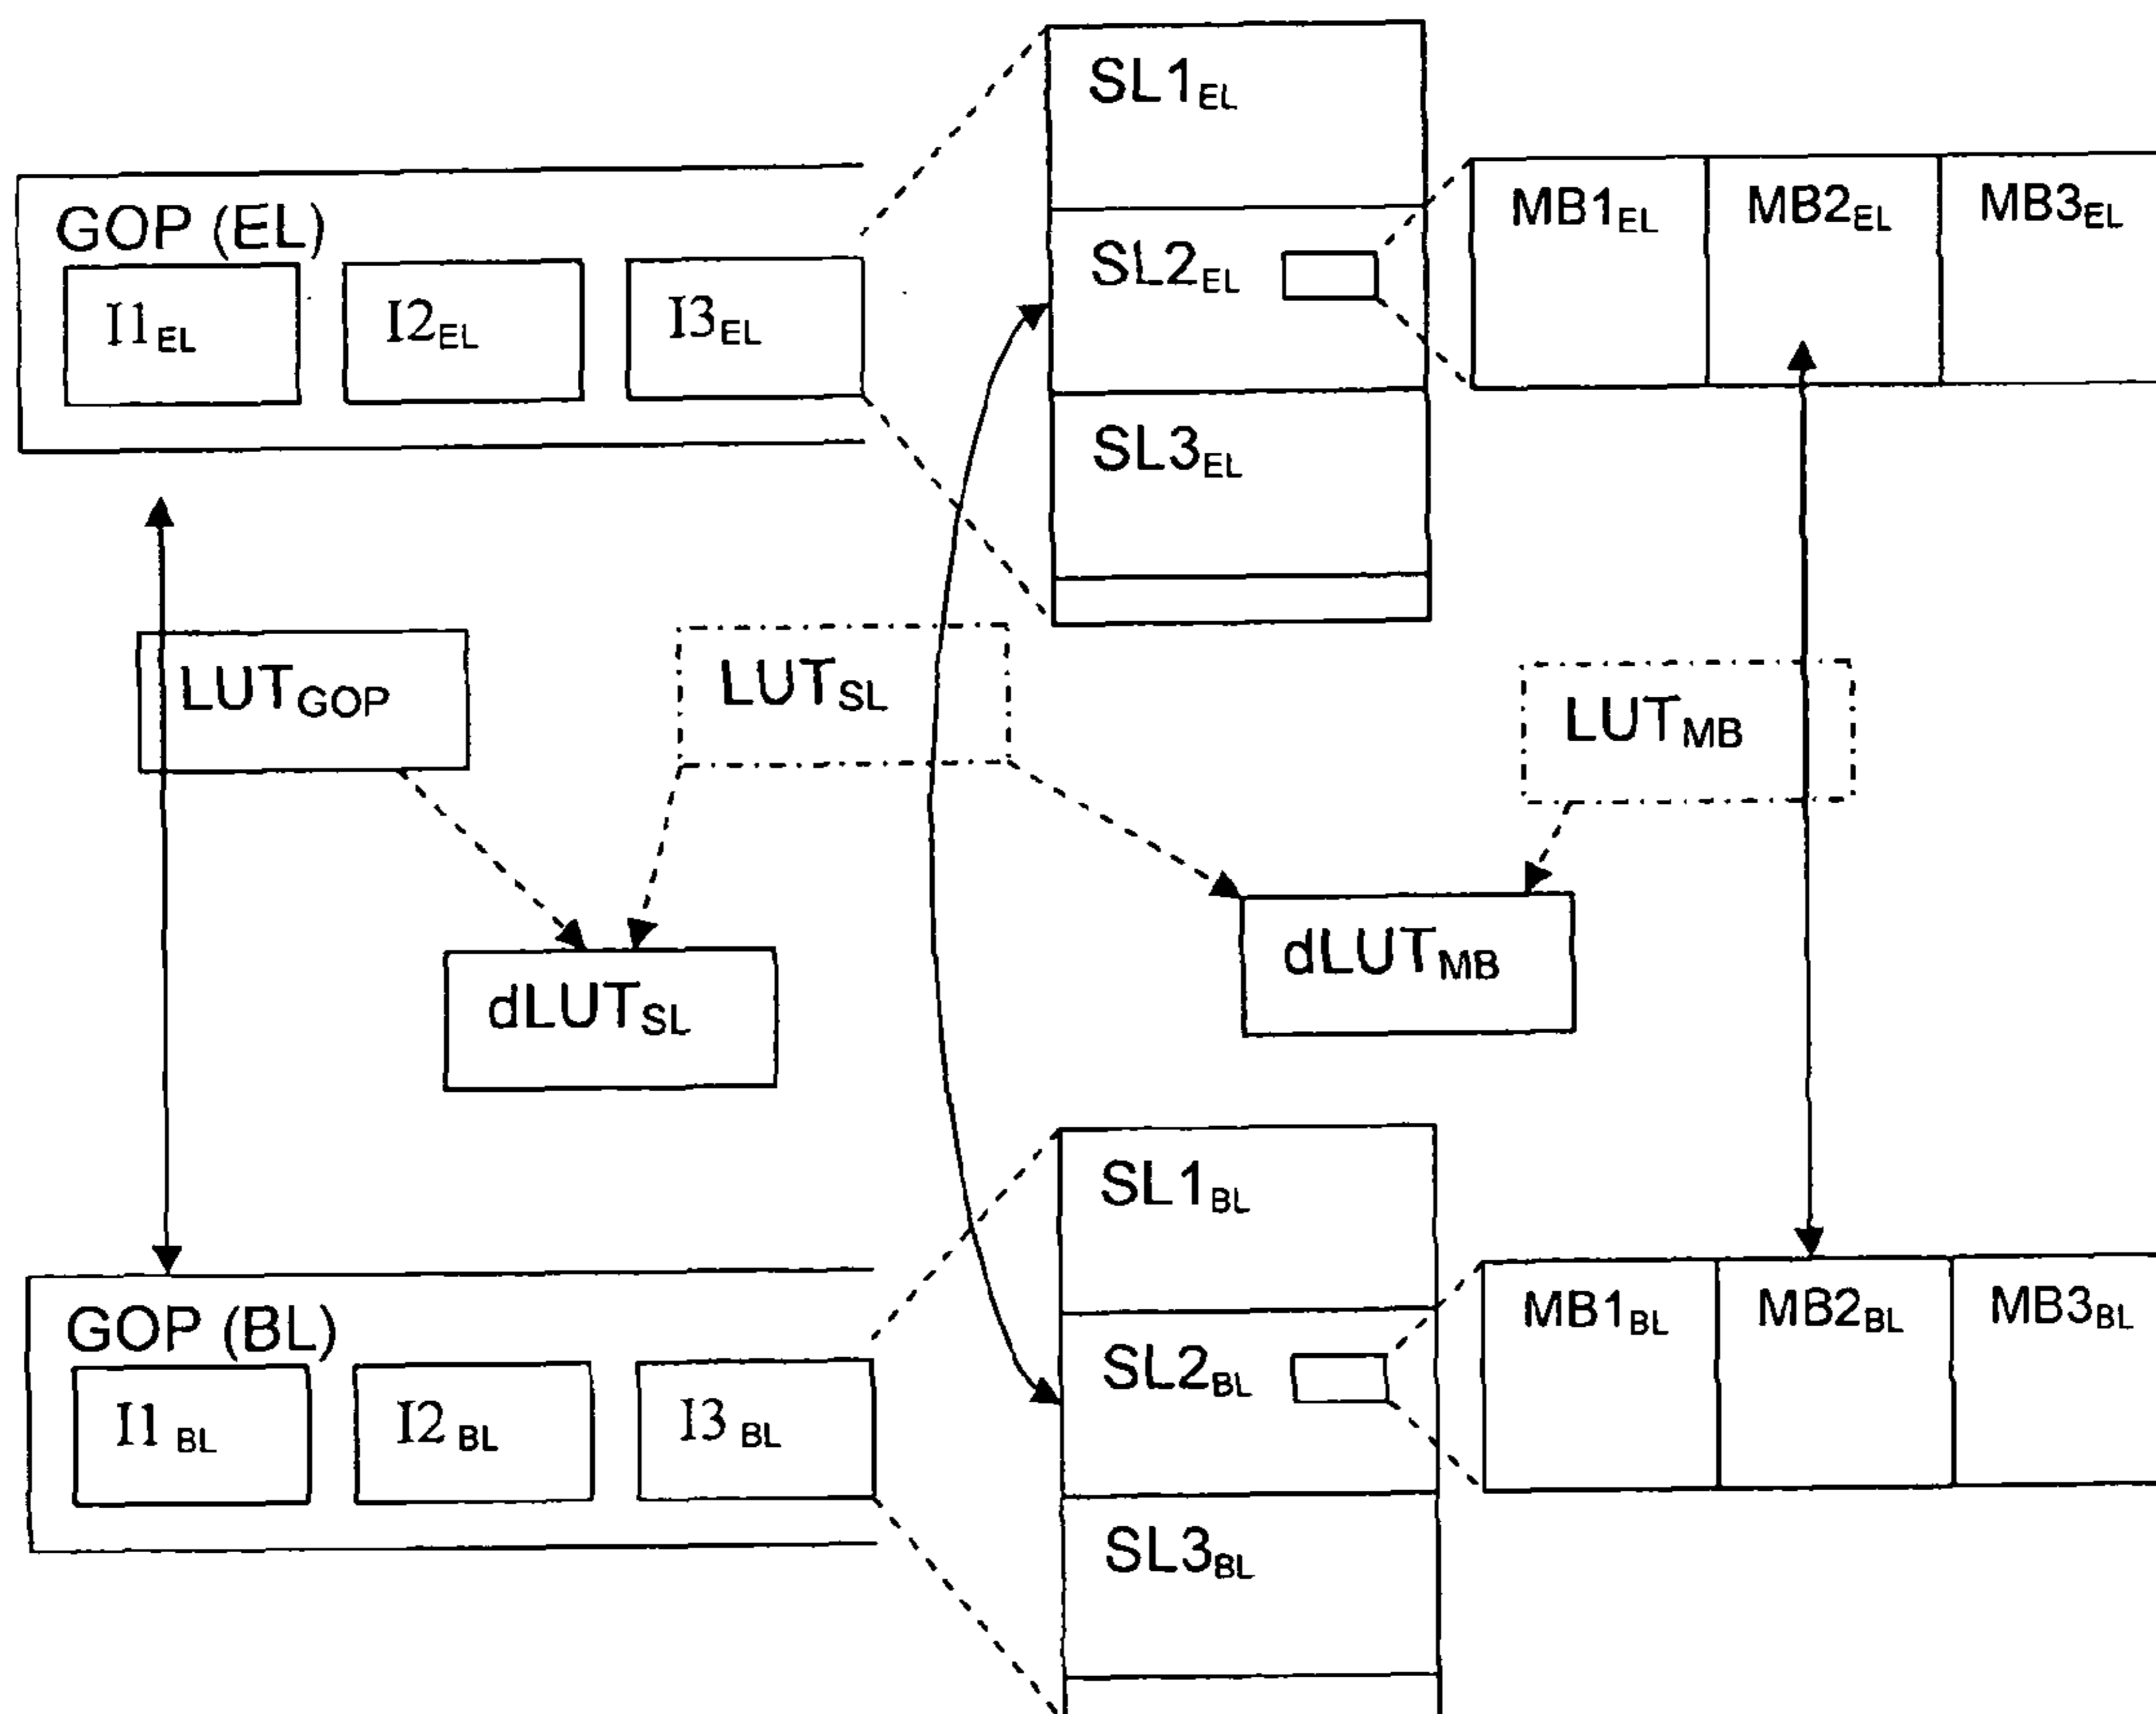 GOP (EL)
I1EL
I2EL
I3EL
SL1EL
SL2EL
SL3EL
MB1EL
MB2EL
MB3EL
LUTGOP
LUTSL
LUTMB
dLUTSL
dLUTMB
GOP (BL)
I1 BL
I2 BL
I3 BL
SL1BL
SL2BL
SL3BL
MB1BL
MB2BL
MB3BL